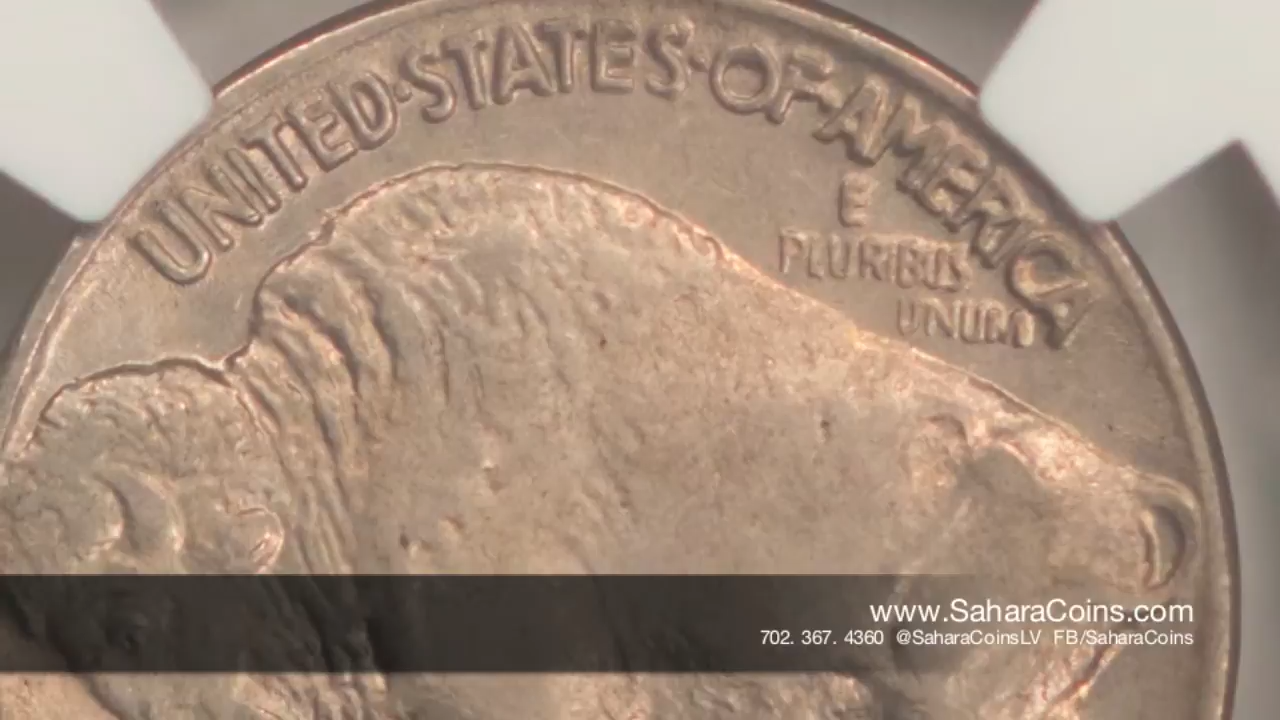 UNITED·STATES·OF·AMERICA
E
PLURIBUS
UNUM
www.SaharaCoins.com
702. 367. 4360 @SaharaCoinsLV FB/SaharaCoins